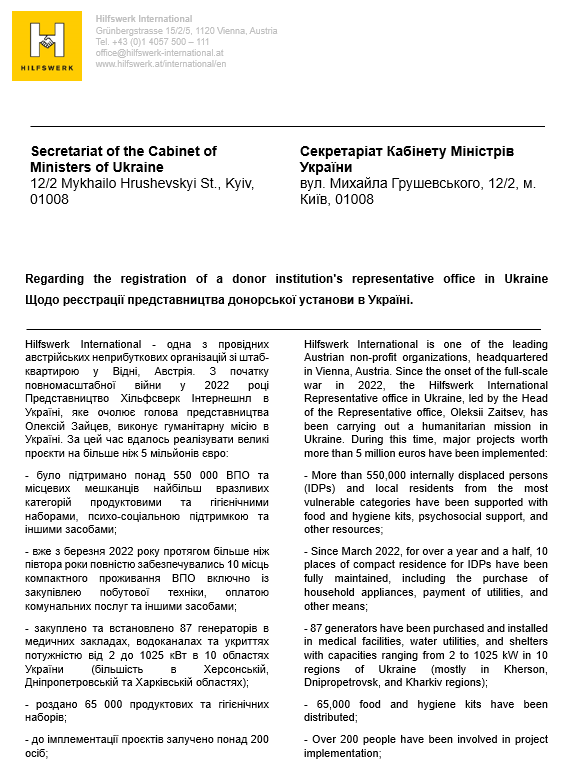 HILFSWERK
Hilfswerk International
Grünbergstrasse 15/2/5, 1120 Vienna, Austria
Tel. +43 (0)1 4057 500 – 111
office@hilfswerk-international.at
www.hilfswerk.at/international/en
Secretariat of the Cabinet of
Ministers of Ukraine
12/2 Mykhailo Hrushevskyi St., Kyiv,
01008
Секретаріат Кабінету Міністрів
України
вул. Михайла Грушевського, 12/2, м.
Київ, 01008
Regarding the registration of a donor institution's representative office in Ukraine
Щодо реєстрації представництва донорської установи в Україні.
Hilfswerk International - одна з провідних
австрійських неприбуткових організацій зі штаб-
квартирою у Відні, Австрія. З початку
повномасштабної війни у 2022 році
Представництво Хільфсверк Інтернешнл в
Україні, яке очолює голова представництва
Олексій Зайцев, виконує гуманітарну місію в
Україні. За цей час вдалось реалізувати великі
проєкти на більше ніж 5 мільйонів євро:
- було підтримано понад 550 000 ВПО та
місцевих мешканців найбільш вразливих
категорій продуктовими та гігієнічними
наборами, психо-соціальною підтримкою та
іншими засобами;
- вже з березня 2022 року протягом більше ніж
півтора роки повністю забезпечувались 10 місць
компактного проживання ВПО включно із
закупівлею побутової техніки, оплатою
комунальних послуг та іншими засобами;
- закуплено та встановлено 87 генераторів в
медичних закладах, водоканалах та укриттях
потужністю від 2 до 1025 кВт в 10 областях
України (більшість в Херсонській,
Дніпропетровській та Харківській областях);
- роздано 65 000 продуктових та гігієнічних
наборів;
- до імплементації проєктів залучено понад 200
осіб;
Hilfswerk International is one of the leading
Austrian non-profit organizations, headquartered
in Vienna, Austria. Since the onset of the full-scale
war in 2022, the Hilfswerk International
Representative office in Ukraine, led by the Head
of the Representative office, Oleksii Zaitsev, has
been carrying out a humanitarian mission in
Ukraine. During this time, major projects worth
more than 5 million euros have been implemented:
- More than 550,000 internally displaced persons
(IDPs) and local residents from the most
vulnerable categories have been supported with
food and hygiene kits, psychosocial support, and
other resources;
- Since March 2022, for over a year and a half, 10
places of compact residence for IDPs have been
fully maintained, including the purchase of
household appliances, payment of utilities, and
other means;
- 87 generators have been purchased and installed
in medical facilities, water utilities, and shelters
with capacities ranging from 2 to 1025 kW in 10
regions of Ukraine (mostly in Kherson,
Dnipropetrovsk, and Kharkiv regions);
- 65,000 food and hygiene kits have been
distributed;
- Over 200 people have been involved in project
implementation;